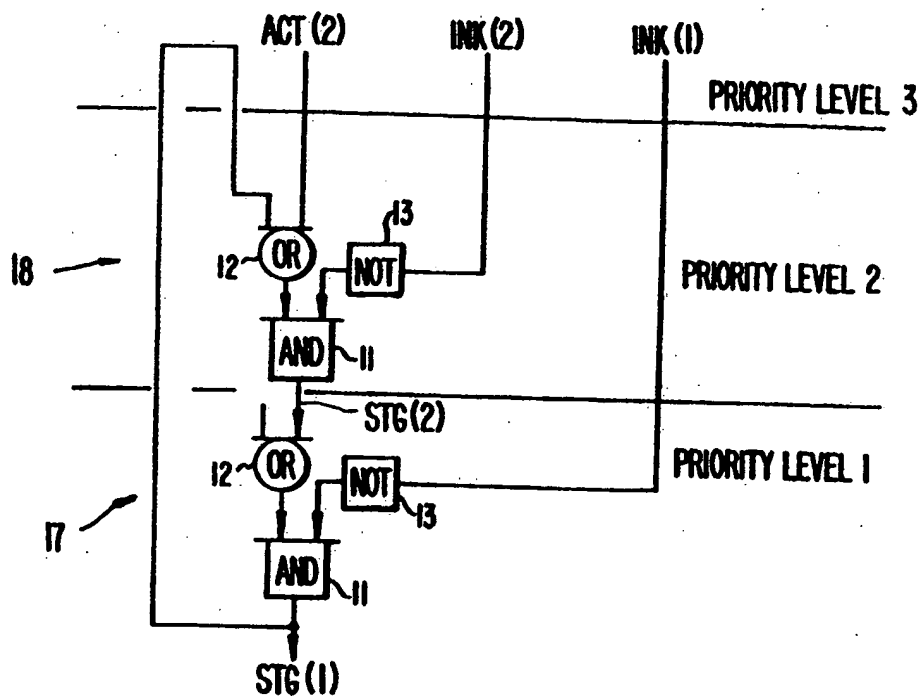 ACT (2)
INK (2)
INK (1)
PRIORITY LEVEL 3
13
12
OR
NOT
18
PRIORITY LEVEL 2
AND
11
STG (2)
12
OR
NOT
PRIORITY LEVEL 1
13
17
AND
11
STG (1)